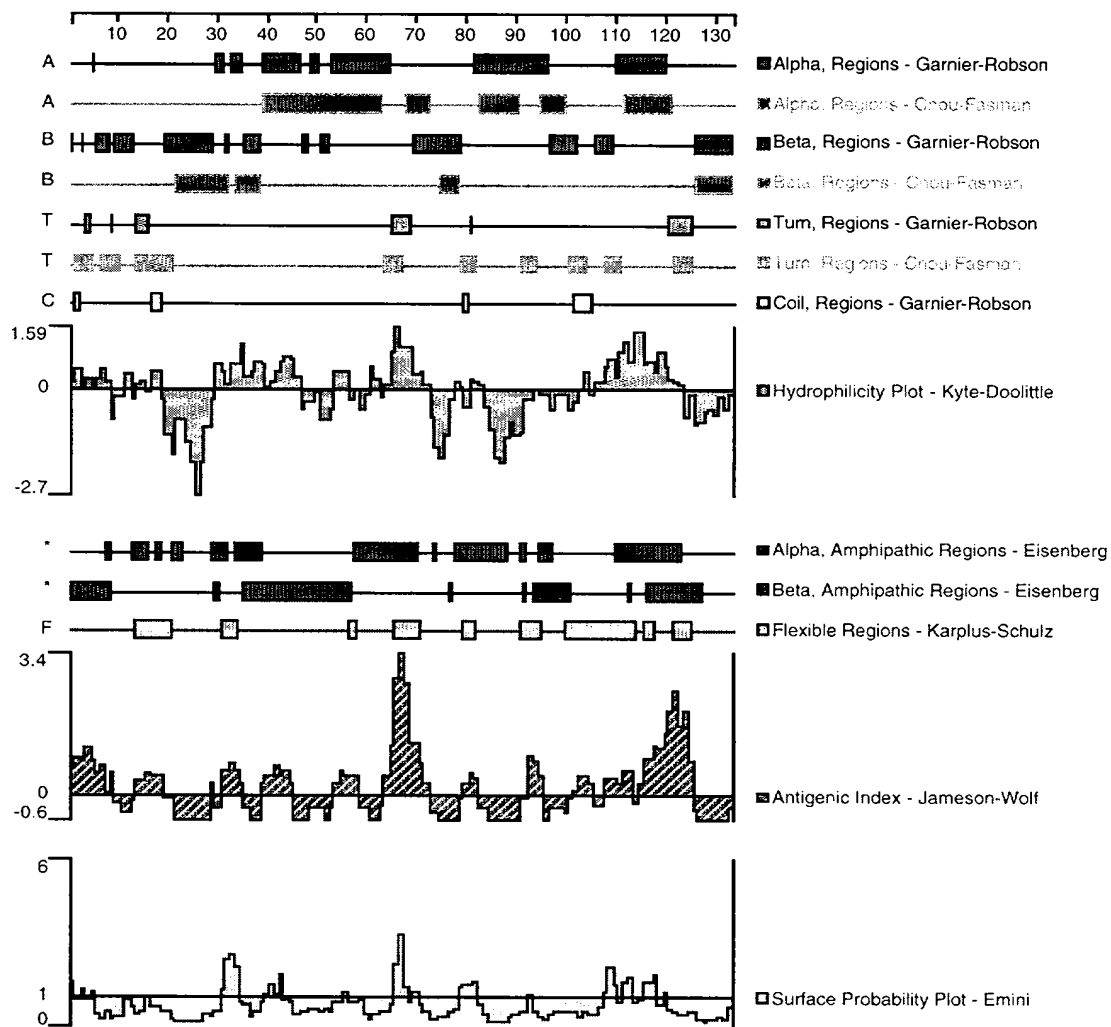 10 20 30 40 50 60 70 80 90 100 110 120 130
A Alpha, Regions - Garnier-Robson
A Alpha, Regions - Chou-Fasman
B Beta, Regions - Garnier-Robson
B Beta, Regions - Chou-Fasman
T Turn, Regions - Garnier-Robson
T Turn, Regions - Chou-Fasman
C Coil, Regions - Garnier-Robson
1.59
0 Hydrophilicity Plot - Kyte-Doolittle
-2.7
* Alpha, Amphipathic Regions - Eisenberg
* Beta, Amphipathic Regions - Eisenberg
F Flexible Regions - Karplus-Schulz
3.4
0 Antigenic Index - Jameson-Wolf
-0.6
6
1 Surface Probability Plot - Emini
0